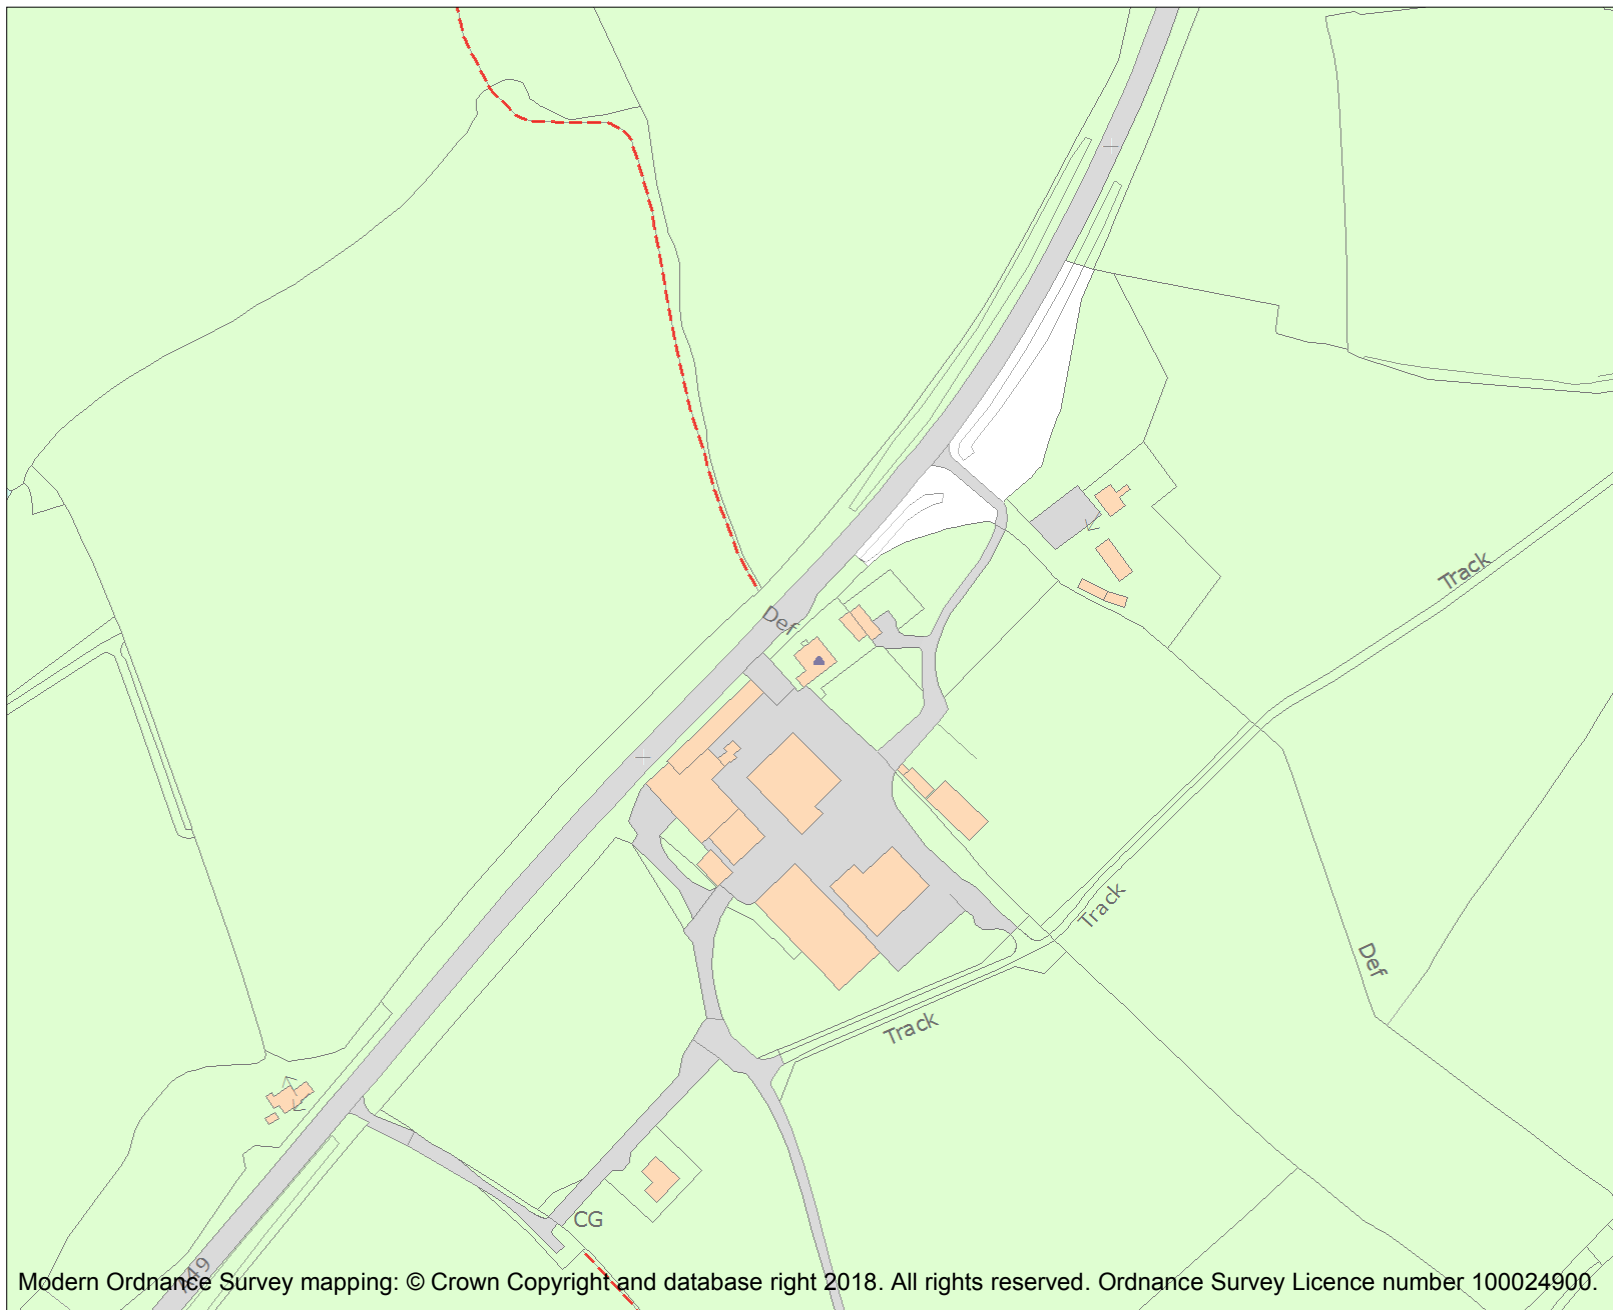 Def
Track
Track
Def
Track
CG
Modern Ordnance Survey mapping: © Crown Copyright and database right 2018. All rights reserved. Ordnance Survey Licence number 100024900.